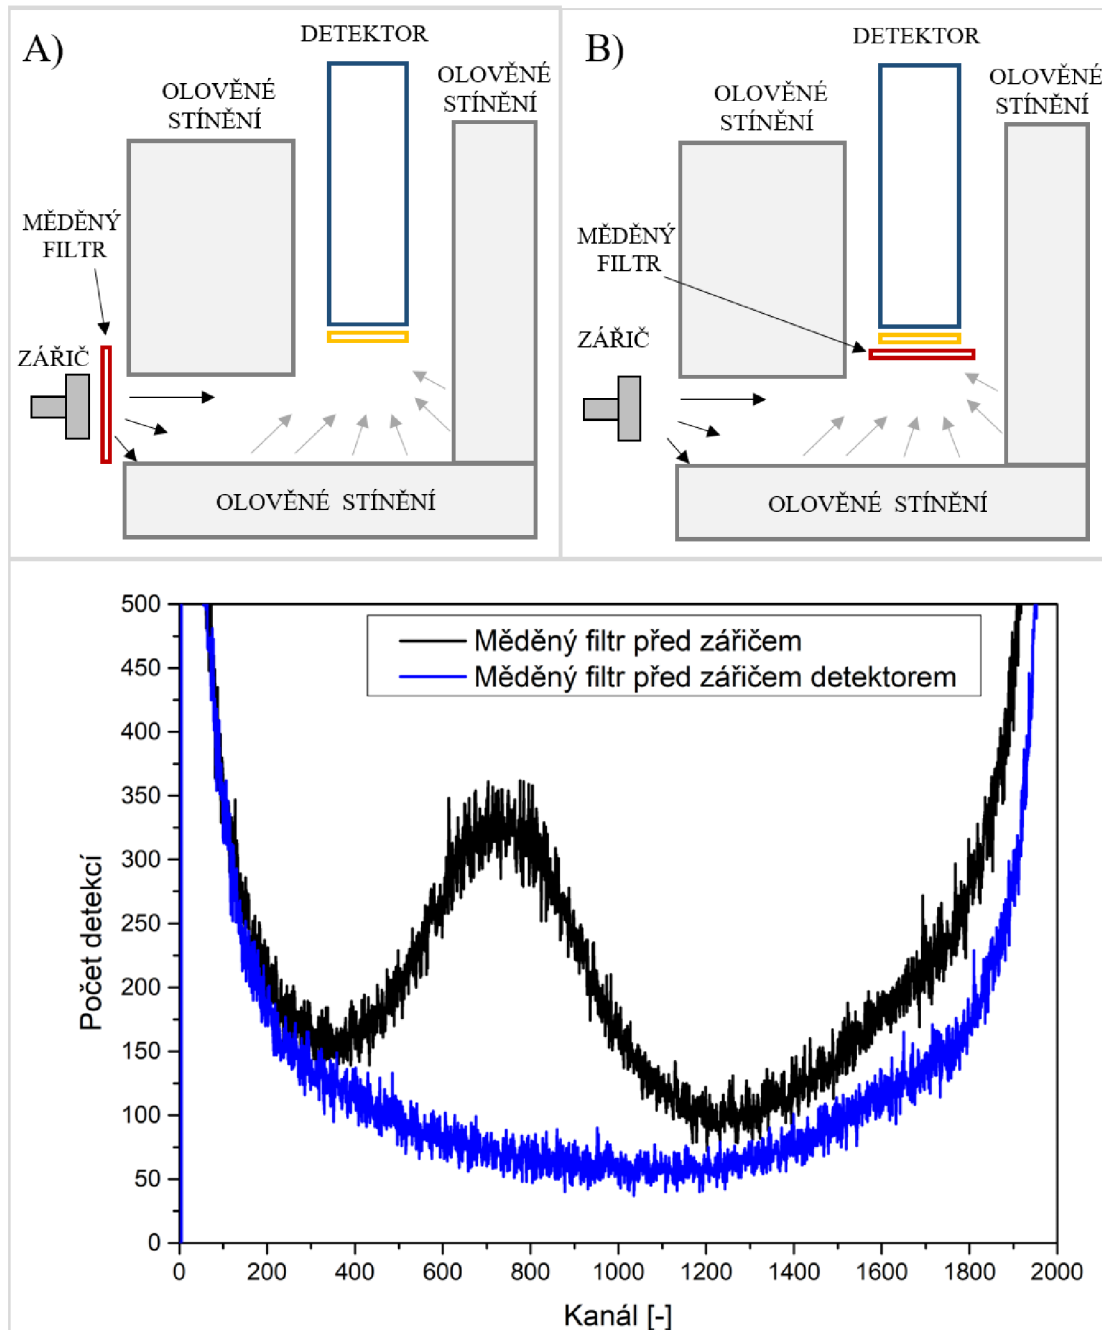 A)
DETEKTOR
OLOVĚNÉ
STÍNĚNÍ
OLOVĚNÉ
STÍNĚNÍ
MĚDĚNÝ
FILTR
ZÁŘIČ
OLOVĚNÉ STÍNĚNÍ
B)
DETEKTOR
OLOVĚNÉ
STÍNĚNÍ
OLOVĚNÉ
STÍNĚNÍ
MĚDĚNÝ
FILTR
ZÁŘIČ
OLOVĚNÉ STÍNĚNÍ
Měděný filtr před zářičem
Měděný filtr před zářičem detektorem
Počet detekcí
500
450
400
350
300
250
200
150
100
50
0
0 200 400 600 800 1000 1200 1400 1600 1800 2000
Kanál [-]